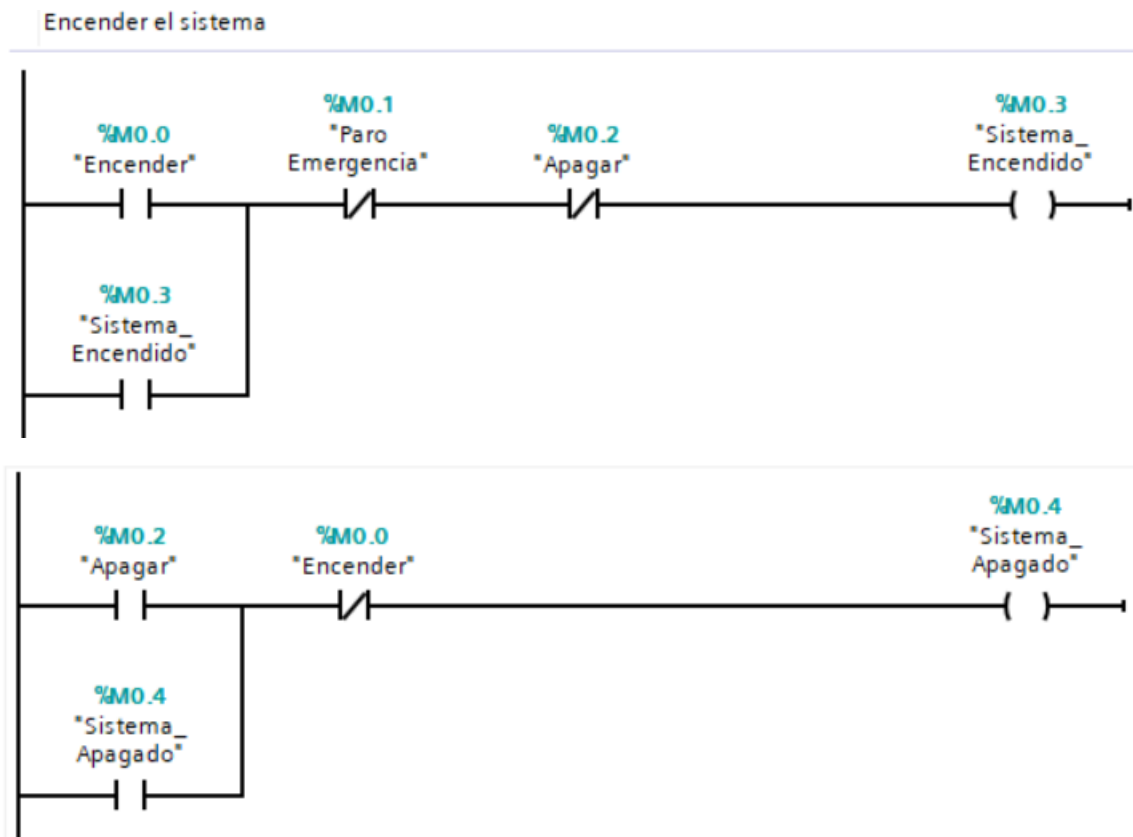 Encender el sistema
%M0.0
"Encender"
%M0.1
"Paro
Emergencia"
%M0.2
"Apagar"
%M0.3
"Sistema_
Encendido"
%M0.3
"Sistema_
Encendido"
%M0.2
"Apagar"
%M0.0
"Encender"
%M0.4
"Sistema_
Apagado"
%M0.4
"Sistema_
Apagado"